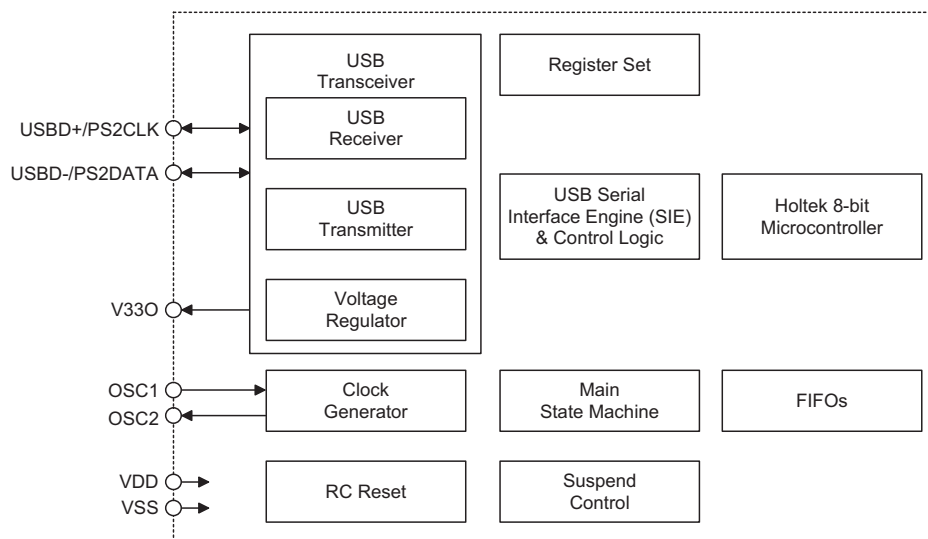 USB
Transceiver
Register Set
USB
Receiver
USBD+/PS2CLK
USBD-/PS2DATA
USB
Transmitter
USB Serial
Interface Engine (SIE)
& Control Logic
Holtek 8-bit
Microcontroller
V33O
Voltage
Regulator
OSC1
OSC2
Clock
Generator
Main
State Machine
FIFOs
VDD
VSS
RC Reset
Suspend
Control